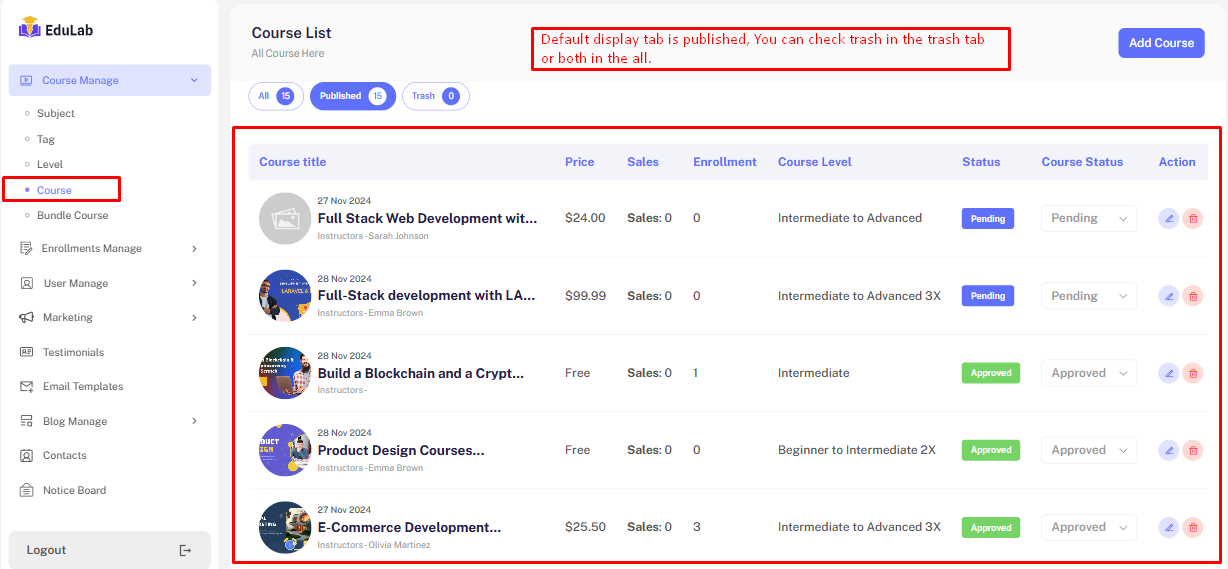 EduLab
Course Manage
Subject
Tag
Level
Course
Bundle Course
Enrollments Manage
User Manage
Marketing
Testimonials
Email Templates
Blog Manage
Contacts
Notice Board
Logout
Course List
All Course Here
Default display tab is published, You can check trash in the trash tab
or both in the all.
Add Course
All 15 Published 15 Trash 0
Course title Price Sales Enrollment Course Level Status Course Status Action
27 Nov 2024
Full Stack Web Development wit... $24.00 Sales: 0 0 Intermediate to Advanced Pending Pending
Instructors - Sarah Johnson
28 Nov 2024
Full-Stack development with LA... $99.99 Sales: 0 0 Intermediate to Advanced 3X Pending Pending
Instructors - Emma Brown
28 Nov 2024
Build a Blockchain and a Crypt... Free Sales: 0 1 Intermediate Approved Approved
Instructors -
28 Nov 2024
Product Design Courses... Free Sales: 0 0 Beginner to Intermediate 2X Approved Approved
Instructors - Emma Brown
27 Nov 2024
E-Commerce Development... $25.50 Sales: 0 3 Intermediate to Advanced 3X Approved Approved
Instructors - Olivia Martinez